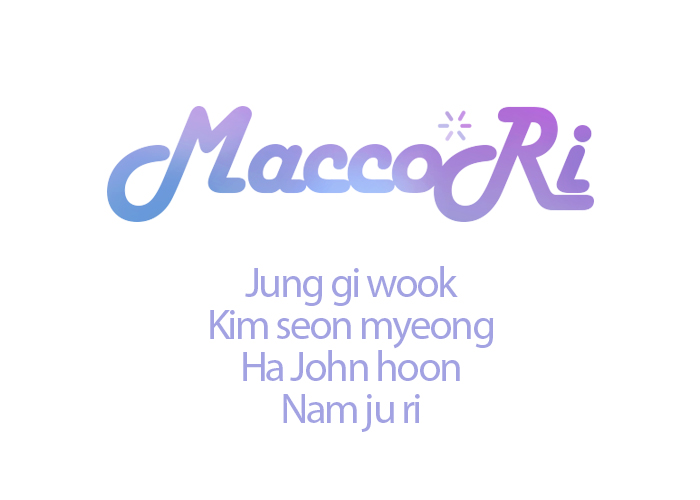 MaccoRi
Jung gi wook
Kim seon myeong
Ha John hoon
Nam ju ri